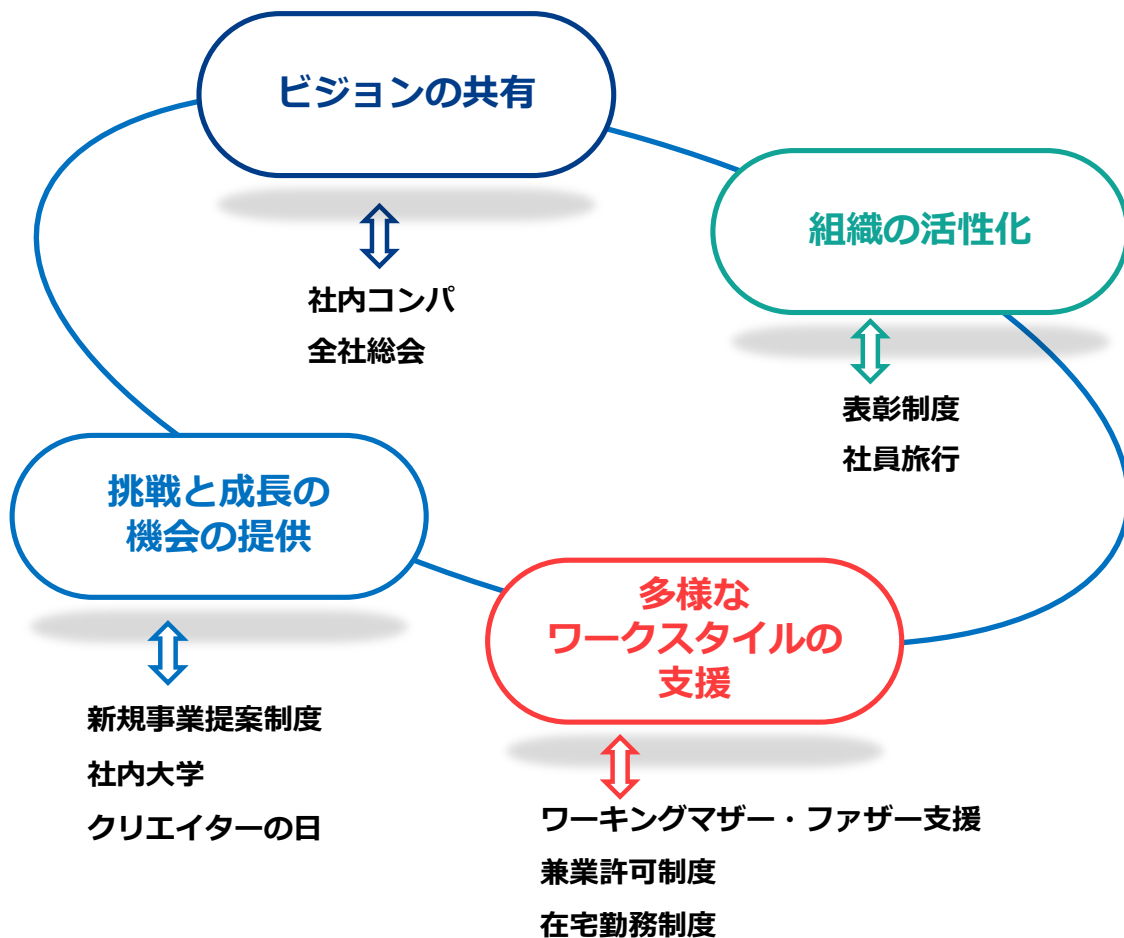 ビジョンの共有
社内コンパ
全社総会
組織の活性化
表彰制度
社員旅行
挑戦と成長の
機会の提供
新規事業提案制度
社内大学
クリエイターの日
多様な
ワークスタイルの
支援
ワーキングマザー・ファザー支援
兼業許可制度
在宅勤務制度